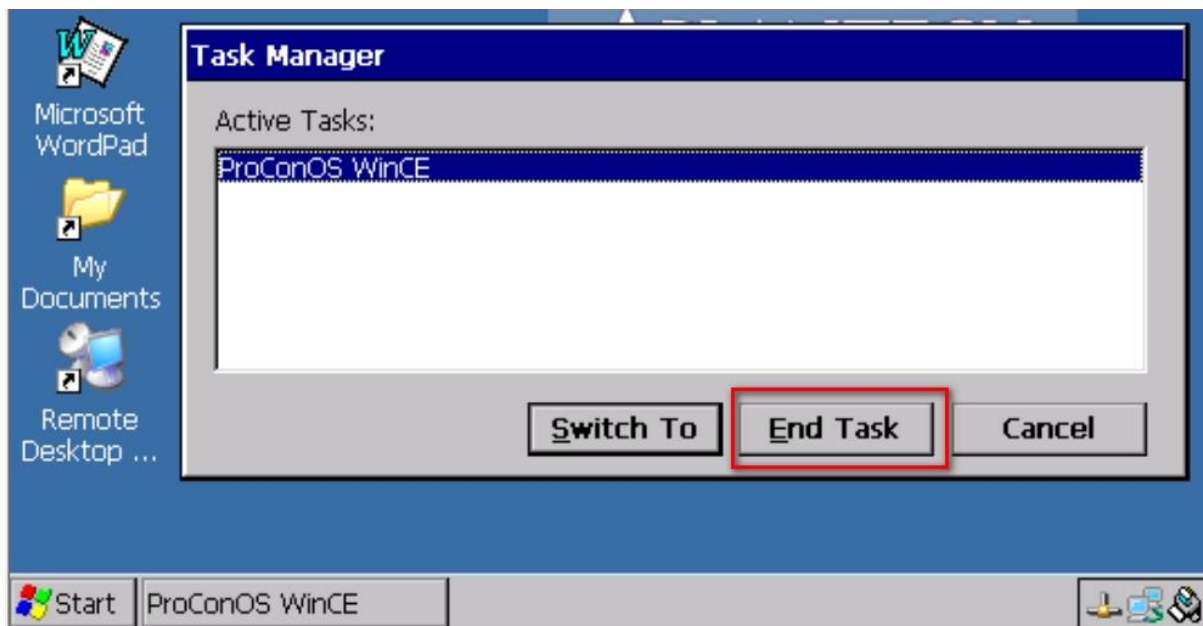 Microsoft
WordPad
My
Documents
Remote
Desktop ...
Task Manager
Active Tasks:
ProConOS WinCE
Switch To
End Task
Cancel
Start
ProConOS WinCE